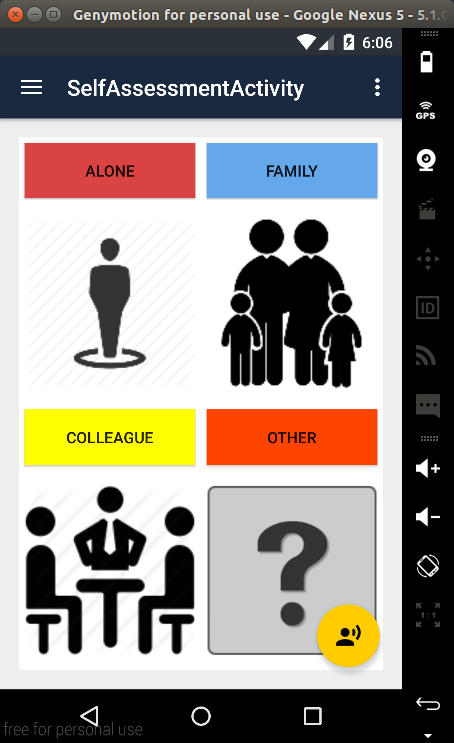 Genymotion for personal use - Google Nexus 5 - 5.1.0
6:06
SelfAssessmentActivity
GPS
ALONE
FAMILY
ID
COLLEAGUE
OTHER
?
1:1
free for personal use